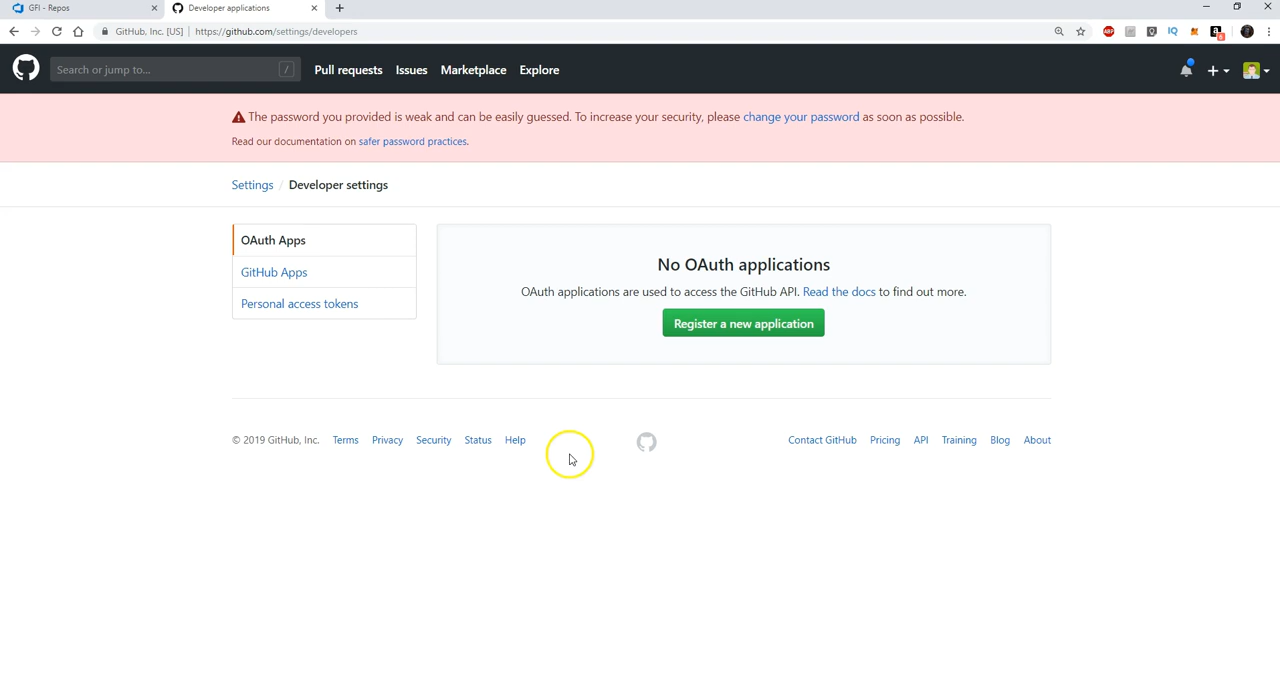 GFI - Repos
Developer applications
GitHub, Inc. [US] https://github.com/settings/developers
ABP
IQ
a
6
Search or jump to...
/
Pull requests
Issues
Marketplace
Explore
The password you provided is weak and can be easily guessed. To increase your security, please change your password as soon as possible.
Read our documentation on safer password practices.
Settings / Developer settings
OAuth Apps
GitHub Apps
Personal access tokens
No OAuth applications
OAuth applications are used to access the GitHub API. Read the docs to find out more.
Register a new application
© 2019 GitHub, Inc. Terms Privacy Security Status Help
Contact GitHub Pricing API Training Blog About